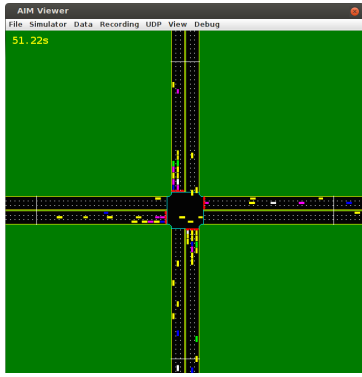 AIM Viewer
File Simulator Data Recording UDP View Debug
51.22s